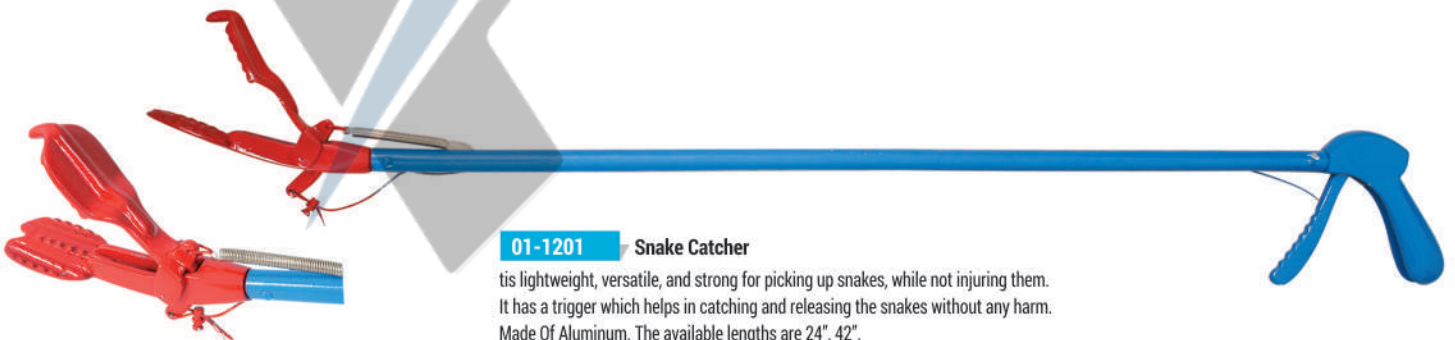 01-1201 Snake Catcher
tis lightweight, versatile, and strong for picking up snakes, while not injuring them.
It has a trigger which helps in catching and releasing the snakes without any harm.
Made Of Aluminum. The available lengths are 24”, 42”.